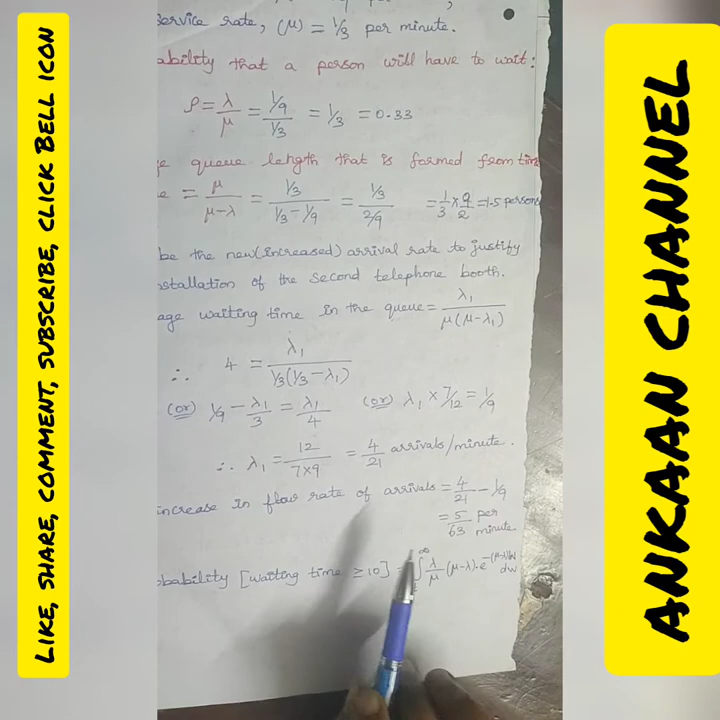 LIKE, SHARE, COMMENT, SUBSCRIBE, CLICK BELL ICON
service rate, (μ) = 1/3 per minute.
ability that a person will have to wait:
ρ = λ/μ = (1/9)/(1/3) = 1/3 = 0.33
ge queue length that is formed from tim
e = μ/(μ-λ) = (1/3)/(1/3 - 1/9) = (1/3)/(2/9) = 1/3 × 9/2 = 1.5 persons
be the new (increased) arrival rate to justify
stallation of the second telephone booth.
age waiting time in the queue = λ₁/(μ(μ-λ₁))
∴ 4 = λ₁/(1/3(1/3-λ₁))
(or) 1/9 - λ₁/3 = λ₁/4 (or) λ₁ × 7/12 = 1/9
∴ λ₁ = 12/(7×9) = 4/21 arrivals/minute.
increase in flow rate of arrivals = 4/21 - 1/9
= 5/63 per minute.
obability [waiting time ≥ 10] = ∫ ∞ λ/μ (μ-λ).e^-(μ-λ)w dw
ANKAAN CHANNEL